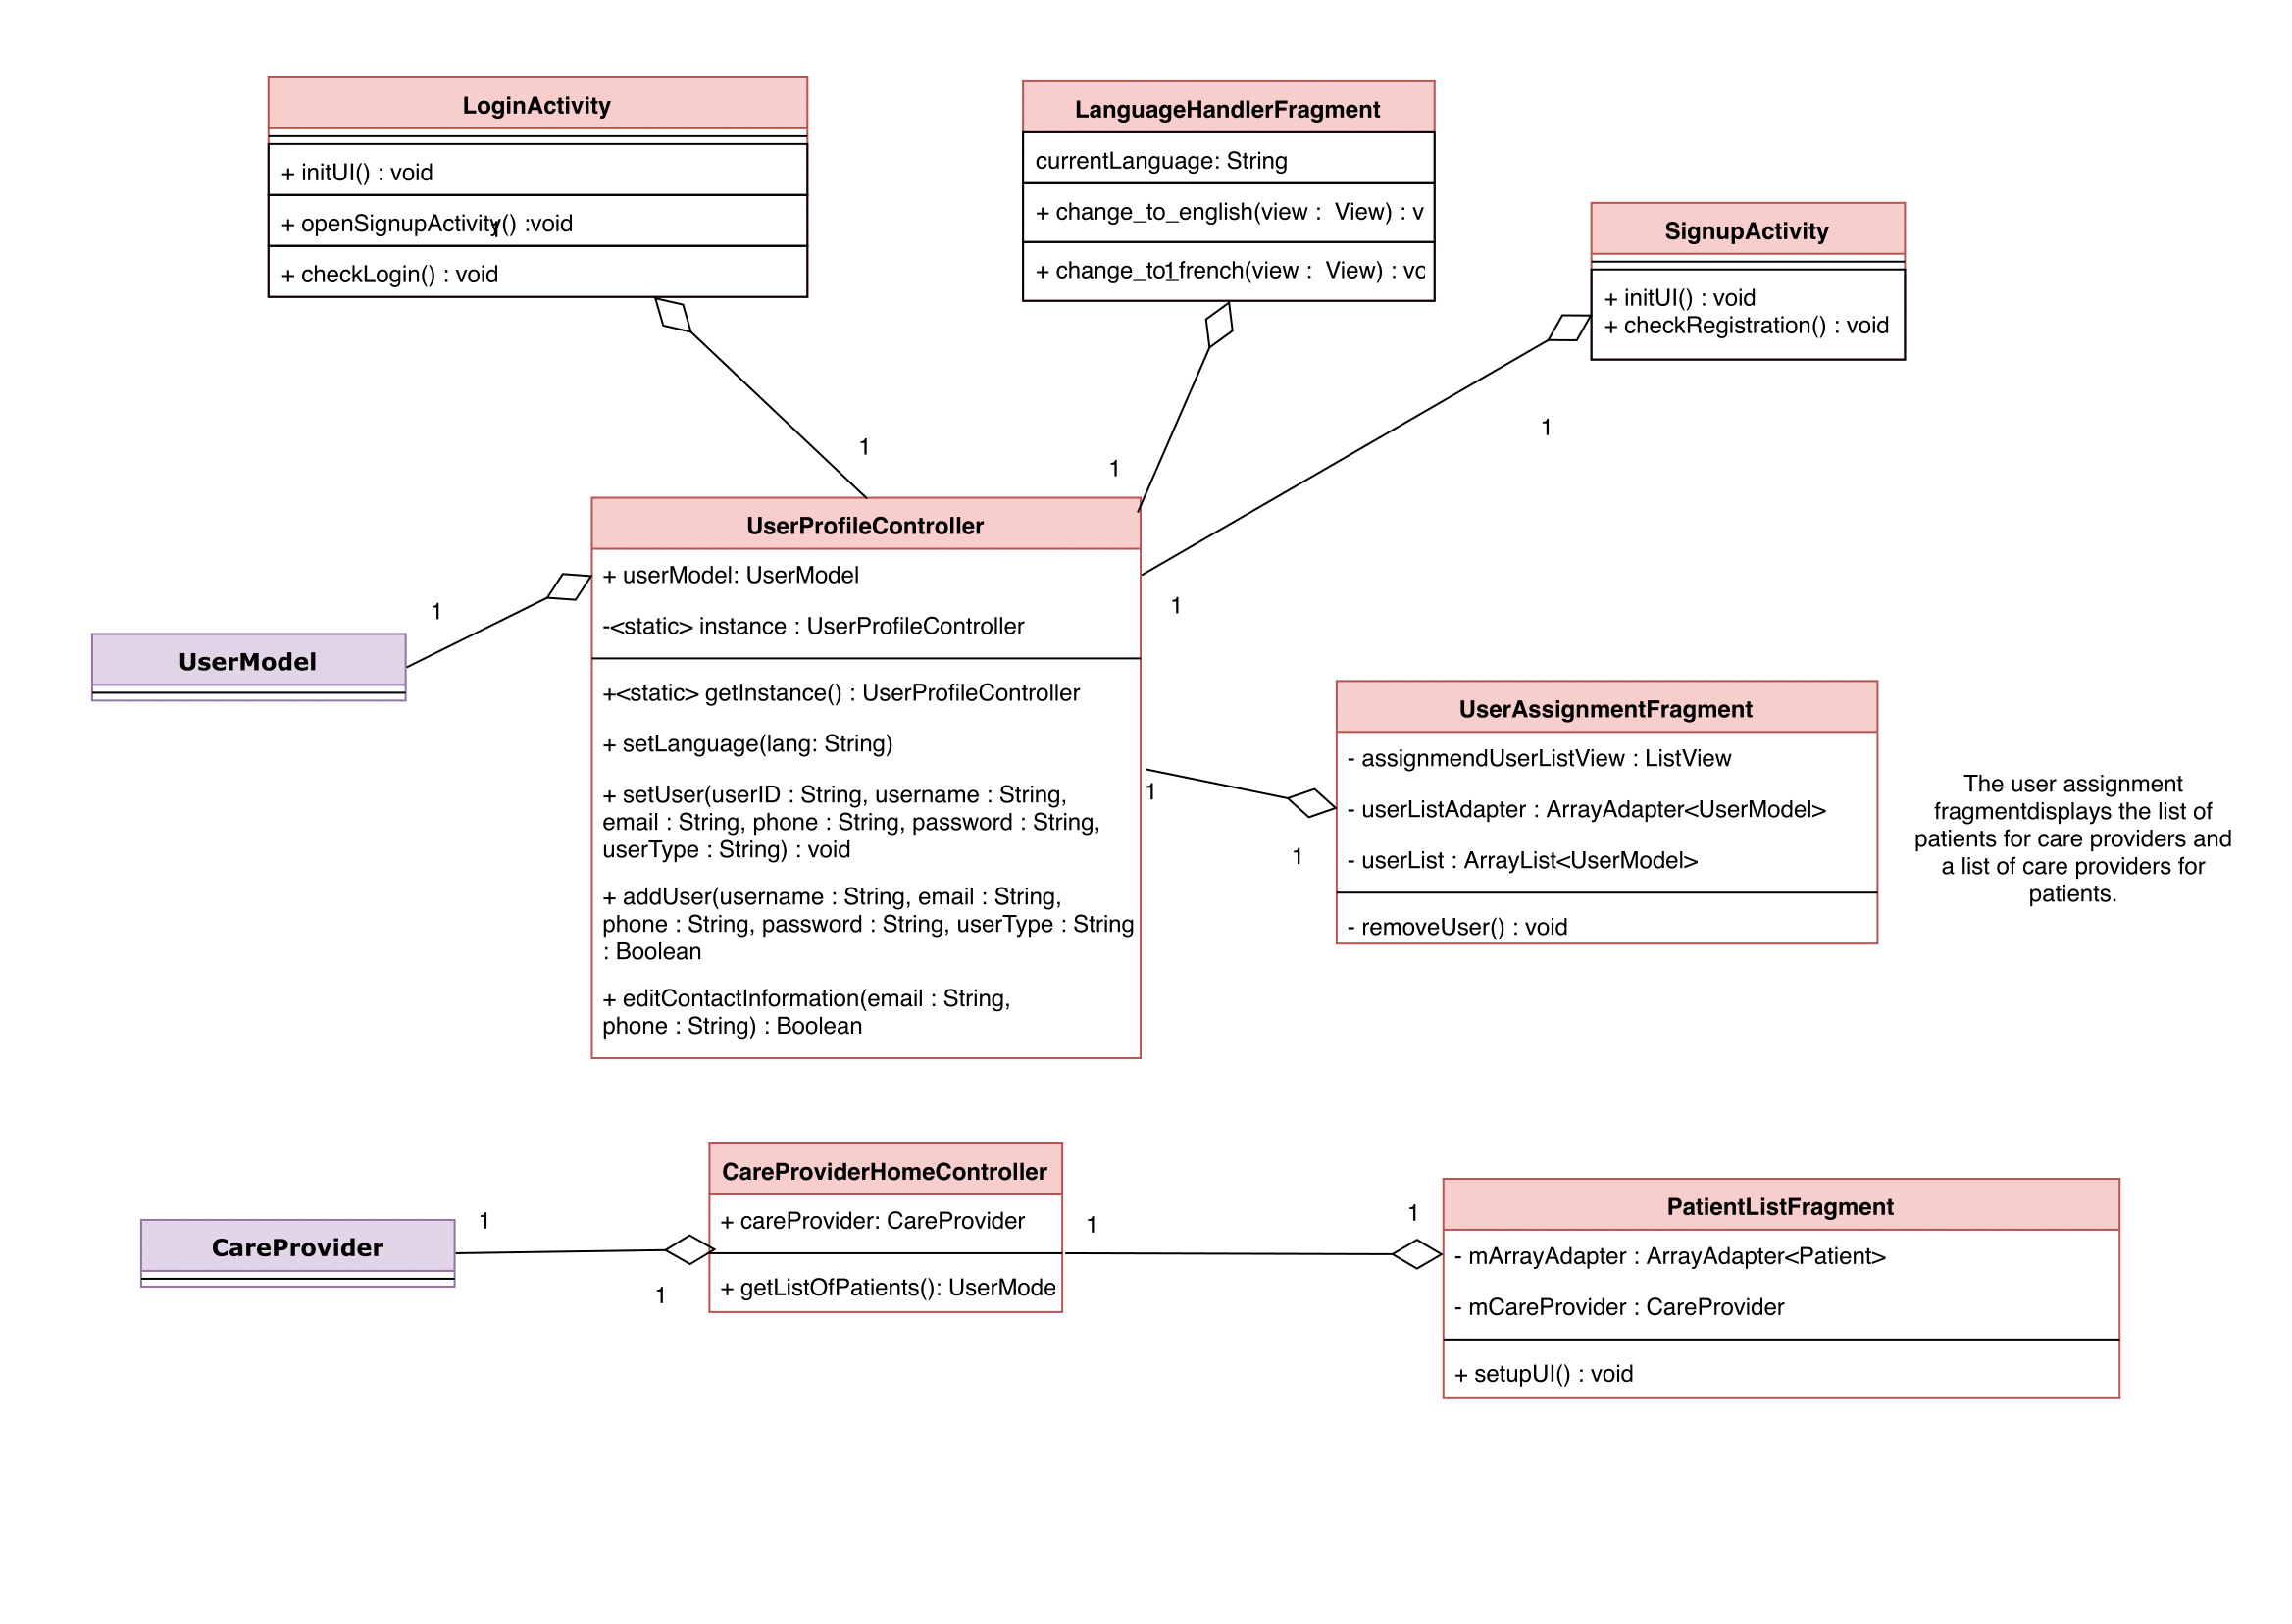 LoginActivity
+ initUI() : void
+ openSignupActivity() :void
1
+ checkLogin() : void
LanguageHandlerFragment
currentLanguage: String
+ change_to_english(view :  View) : v
+ change_to_french(view :  View) : vo
1
SignupActivity
+ initUI() : void
+ checkRegistration() : void
1
1
1
UserProfileController
+ userModel: UserModel
-<static> instance : UserProfileController
+<static> getInstance() : UserProfileController
+ setLanguage(lang: String)
+ setUser(userID : String, username : String,
email : String, phone : String, password : String,
userType : String) : void
+ addUser(username : String, email : String,
phone : String, password : String, userType : String
: Boolean
+ editContactInformation(email : String,
phone : String) : Boolean
1
1
UserModel
1
1
UserAssignmentFragment
- assignmendUserListView : ListView
- userListAdapter : ArrayAdapter<UserModel>
- userList : ArrayList<UserModel>
- removeUser() : void
The user assignment
fragmentdisplays the list of
patients for care providers and
a list of care providers for
patients.
CareProviderHomeController
+ careProvider: CareProvider
+ getListOfPatients(): UserMode
1
CareProvider
1
1
1
PatientListFragment
- mArrayAdapter : ArrayAdapter<Patient>
- mCareProvider : CareProvider
+ setupUI() : void